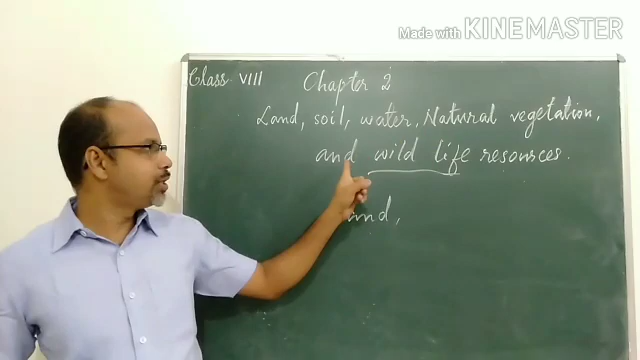 Made with KINEMASTER
Class VIII Chapter 2
Land, soil, water, Natural vegetation,
and wild life resources.
and,